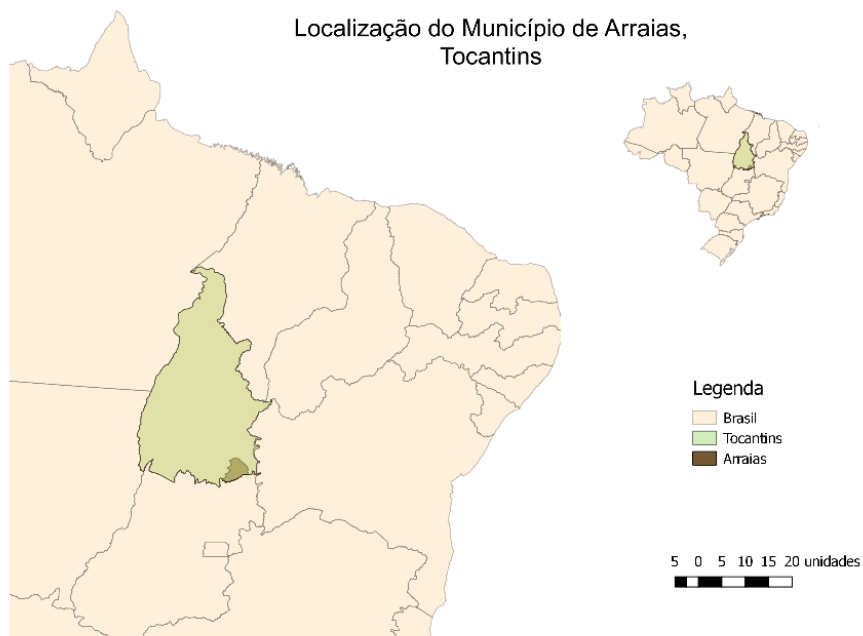 Localização do Município de Arraias,
Tocantins
Legenda
Brasil
Tocantins
Arraias
5 0 5 10 15 20 unidades